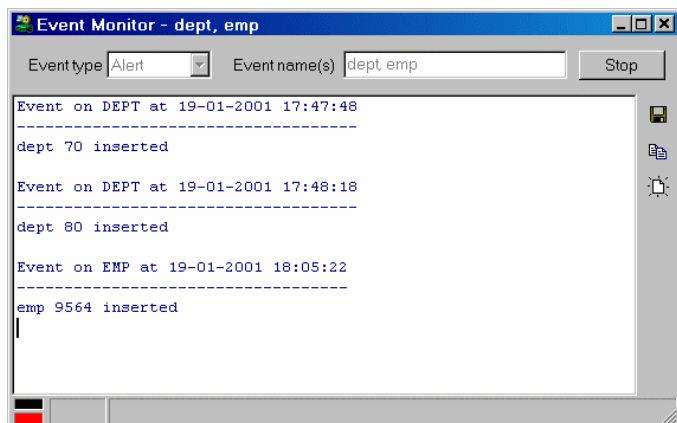 Event Monitor - dept, emp
Event type Alert Event name(s) dept, emp Stop
Event on DEPT at 19-01-2001 17:47:48
-----------------------------------
dept 70 inserted
Event on DEPT at 19-01-2001 17:48:18
-----------------------------------
dept 80 inserted
Event on EMP at 19-01-2001 18:05:22
----------------------------------
emp 9564 inserted